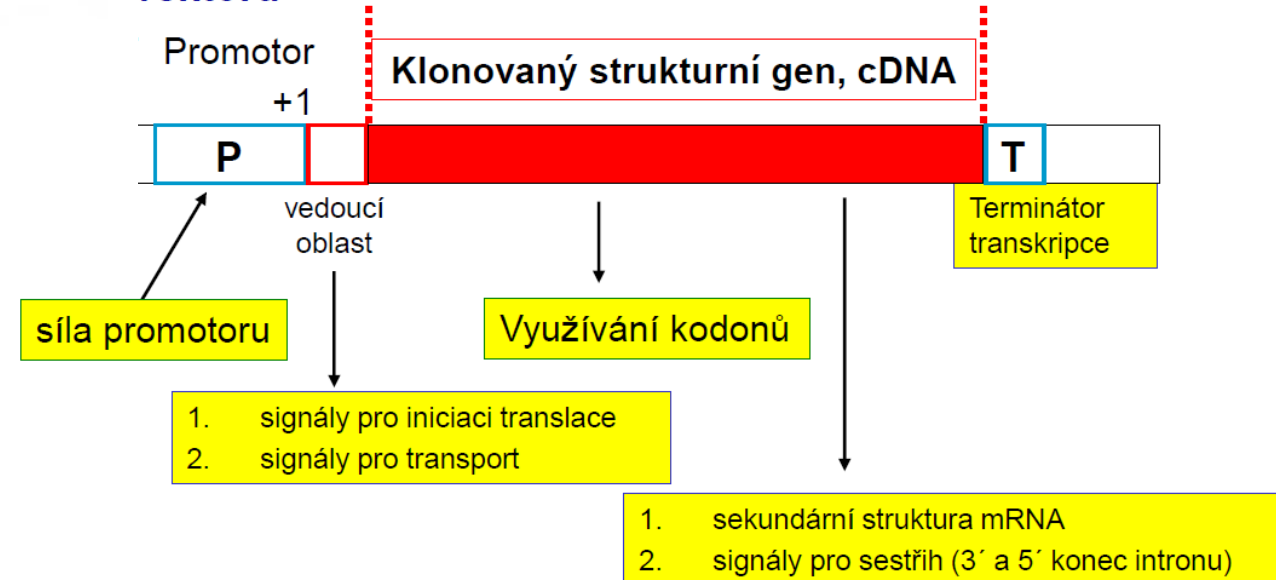 Promotor
+1
Klonovaný strukturní gen, cDNA
P
T
vedoucí
oblast
Terminátor
transkripce
síla promotoru
Využívání kodonů
1. signály pro iniciaci translace
2. signály pro transport
1. sekundární struktura mRNA
2. signály pro sestřih (3´ a 5´ konec intronu)